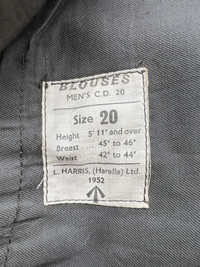 BLOUSES
MEN'S C.D. 20
Size 20
Height 5' 11" and over
Breast ... 45" to 46"
Waist 42" to 44"
L. HARRIS, (Harella) Ltd.
1952